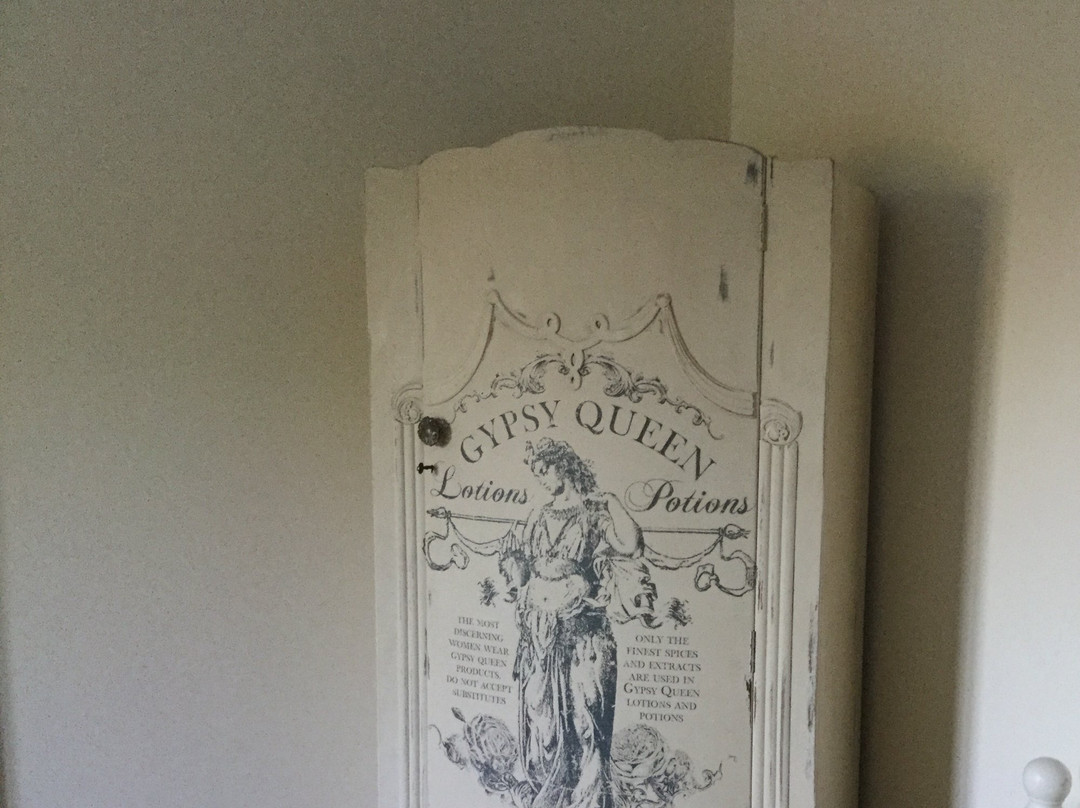 GYPSY QUEEN
Lotions Potions
THE MOST
DISCERNING
WOMEN WEAR
GYPSY QUEEN
PRODUCTS,
DO NOT ACCEPT
SUBSTITUTES
ONLY THE
FINEST SPICES
AND EXTRACTS
ARE USED IN
GYPSY QUEEN
LOTIONS AND
POTIONS